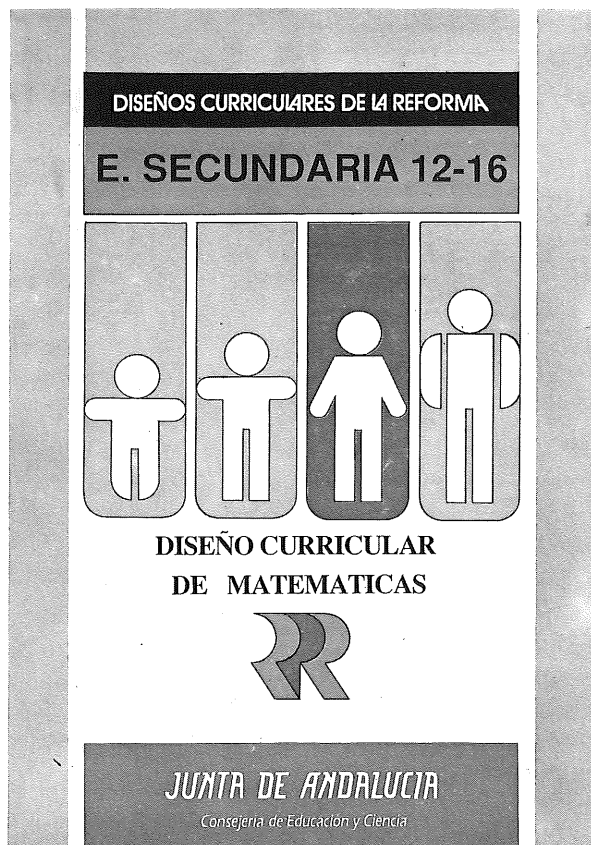 DISEÑOS CURRICULARES DE LA REFORMA
E. SECUNDARIA 12-16
DISEÑO CURRICULAR
DE MATEMATICAS
RR
JUNTA DE ANDALUCIA
Consejería de Educación y Ciencia